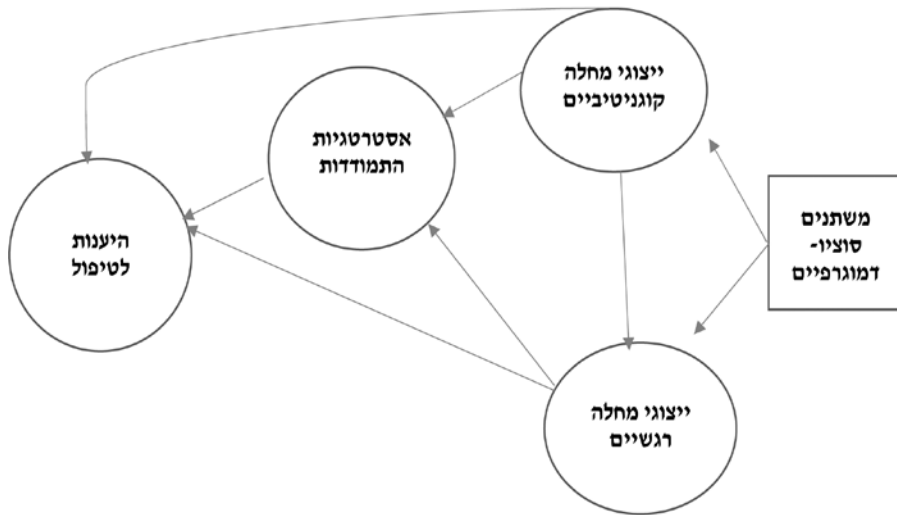 ייצוגי מחלה
קוגניטיביים
אסטרטגיות
התמודדות
משתנים
סוציו-
דמוגרפיים
היענות
לטיפול
ייצוגי מחלה
רגשיים